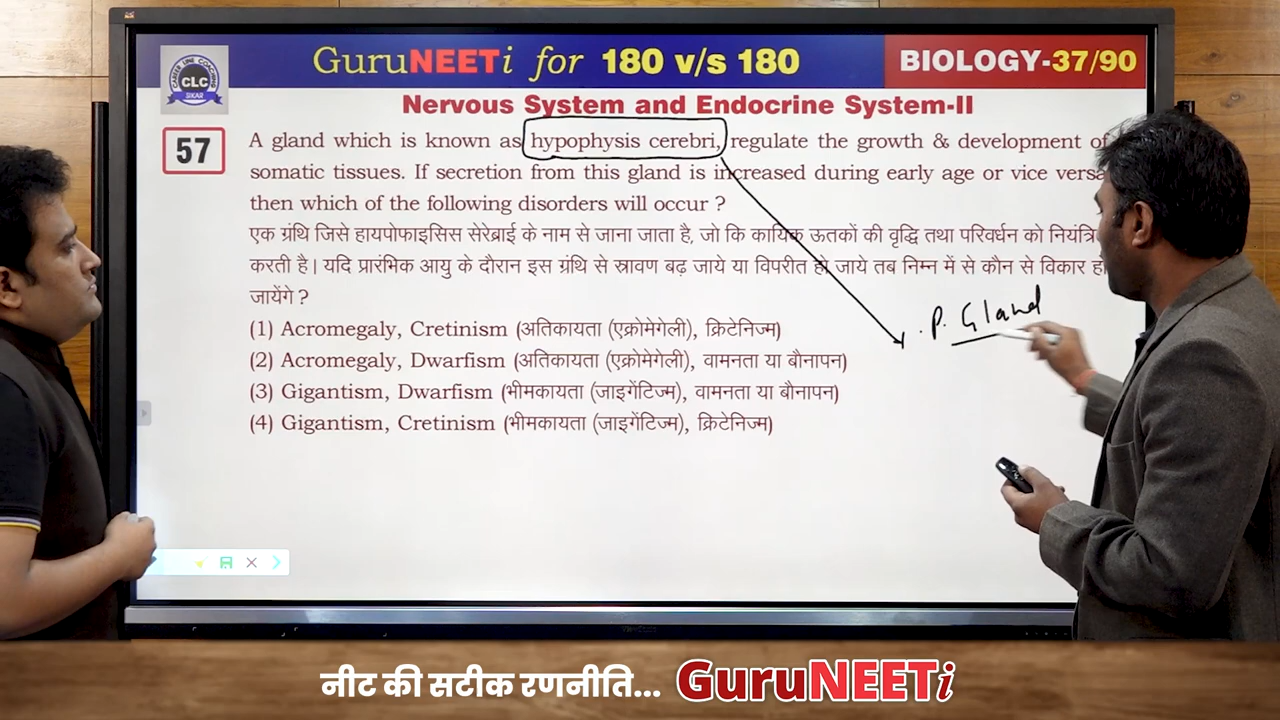 CAREER LINE COACHING
CLC
SIKAR
GuruNEETi for 180 v/s 180
BIOLOGY-37/90
Nervous System and Endocrine System-II
57
A gland which is known as hypophysis cerebri, regulate the growth & development of
somatic tissues. If secretion from this gland is increased during early age or vice versa
then which of the following disorders will occur ?
एक ग्रंथि जिसे हायपोफाइसिस सेरेब्राई के नाम से जाना जाता है, जो कि कायिक ऊतकों की वृद्धि तथा परिवर्धन को
करती है। यदि प्रारंभिक आयु के दौरान इस ग्रंथि से स्रावण बढ़ जाये या विपरीत हो जाये तब निम्न में से कौन से विकार
जायेंगे ?
P. Gland
(1) Acromegaly, Cretinism (अतिकायता (एक्रोमेगेली), क्रिटेनिज्म)
(2) Acromegaly, Dwarfism (अतिकायता (एक्रोमेगेली), वामनता या बौनापन)
(3) Gigantism, Dwarfism (भीमकायता (जाइगेंटिज्म), वामनता या बौनापन)
(4) Gigantism, Cretinism (भीमकायता (जाइगेंटिज्म), क्रिटेनिज्म)
नीट की सटीक रणनीति... GuruNEETi